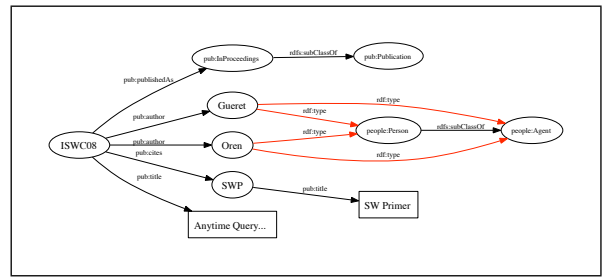 rdfs:subClassOf
pub:InProceedings
pub:Publication
pub:publishedAs
rdf:type
Gueret
pub:author
rdf:type
people:Person
rdfs:subClassOf
people:Agent
rdf:type
ISWC08
pub:author
Oren
pub:cites
rdf:type
pub:title
SWP
pub:title
SW Primer
Anytime Query...